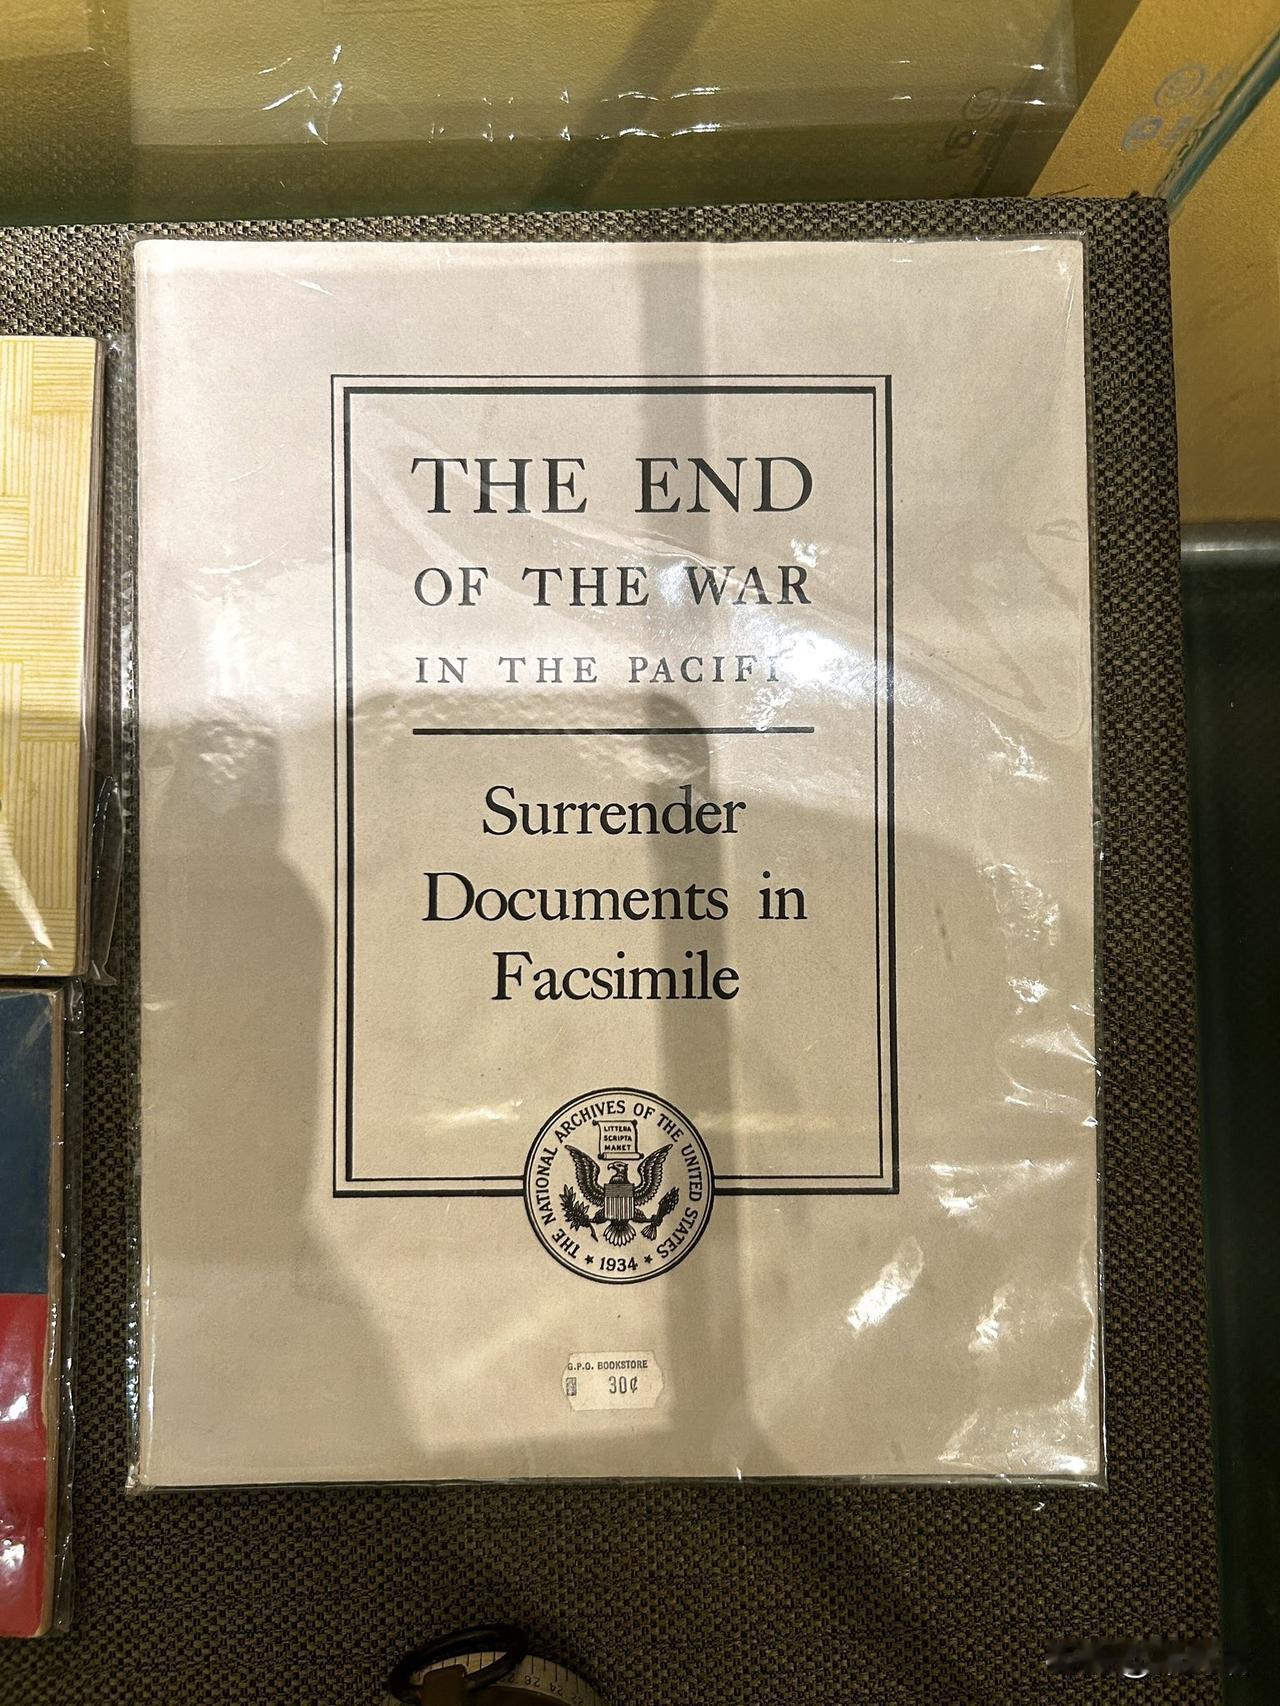 THE END
OF THE WAR
IN THE PACIFI
Surrender
Documents in
Facsimile
THE NATIONAL ARCHIVES OF THE UNITED STATES
LITTERA
SCRIPTA
MANET
★ 1934 ★
G.P.O. BOOKSTORE
30¢
26